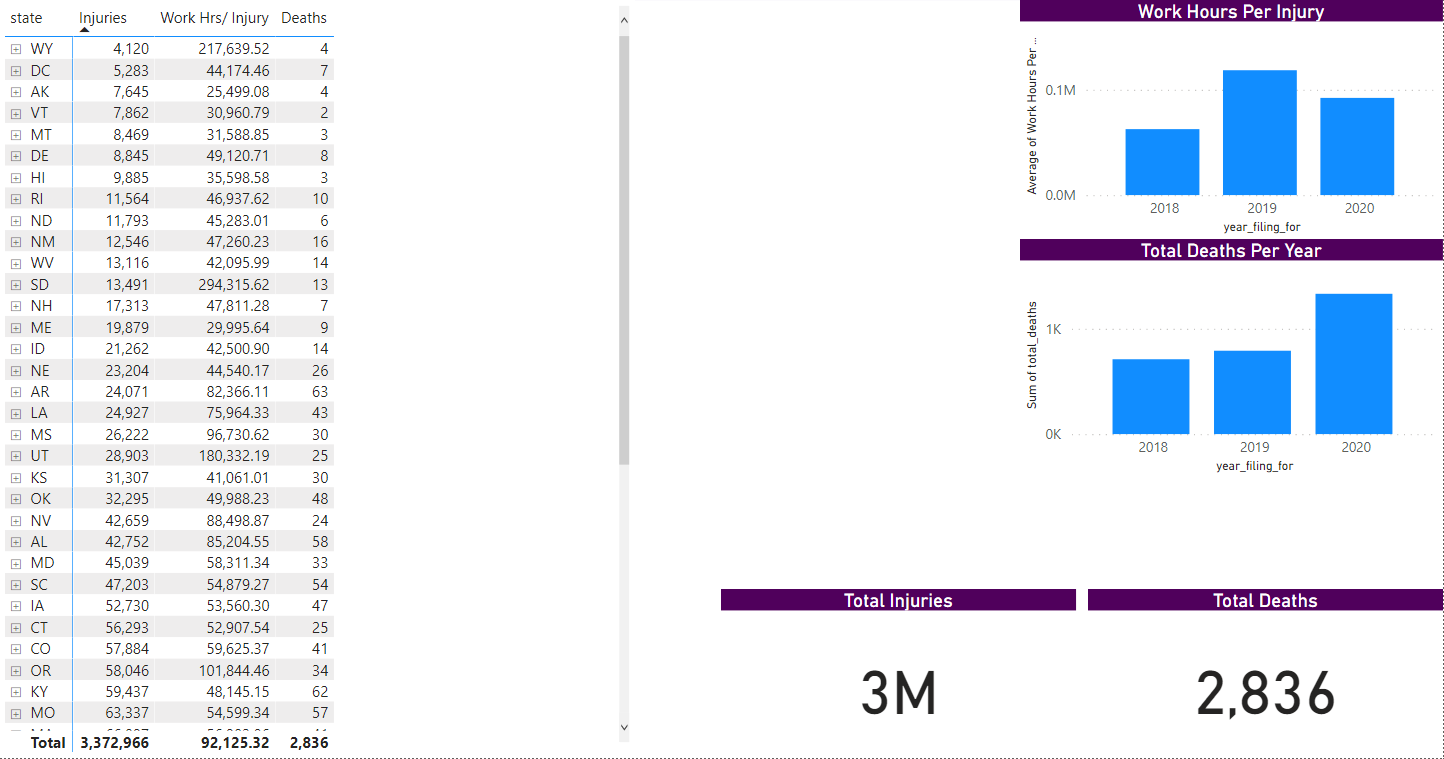 state Injuries Work Hrs/ Injury Deaths
WY 4,120 217,639.52 4
DC 5,283 44,174.46 7
AK 7,645 25,499.08 4
VT 7,862 30,960.79 2
MT 8,469 31,588.85 3
DE 8,845 49,120.71 8
HI 9,885 35,598.58 3
RI 11,564 46,937.62 10
ND 11,793 45,283.01 6
NM 12,546 47,260.23 16
WV 13,116 42,095.99 14
SD 13,491 294,315.62 13
NH 17,313 47,811.28 7
ME 19,879 29,995.64 9
ID 21,262 42,500.90 14
NE 23,204 44,540.17 26
AR 24,071 82,366.11 63
LA 24,927 75,964.33 43
MS 26,222 96,730.62 30
UT 28,903 180,332.19 25
KS 31,307 41,061.01 30
OK 32,295 49,988.23 48
NV 42,659 88,498.87 24
AL 42,752 85,204.55 58
MD 45,039 58,311.34 33
SC 47,203 54,879.27 54
IA 52,730 53,560.30 47
CT 56,293 52,907.54 25
CO 57,884 59,625.37 41
OR 58,046 101,844.46 34
KY 59,437 48,145.15 62
MO 63,337 54,599.34 57
Total 3,372,966 92,125.32 2,836
Work Hours Per Injury
Average of Work Hours Per ...
0.1M
0.0M
2018 2019 2020
year_filing_for
Total Deaths Per Year
Sum of total_deaths
1K
0K
2018 2019 2020
year_filing_for
Total Injuries
3M
Total Deaths
2,836